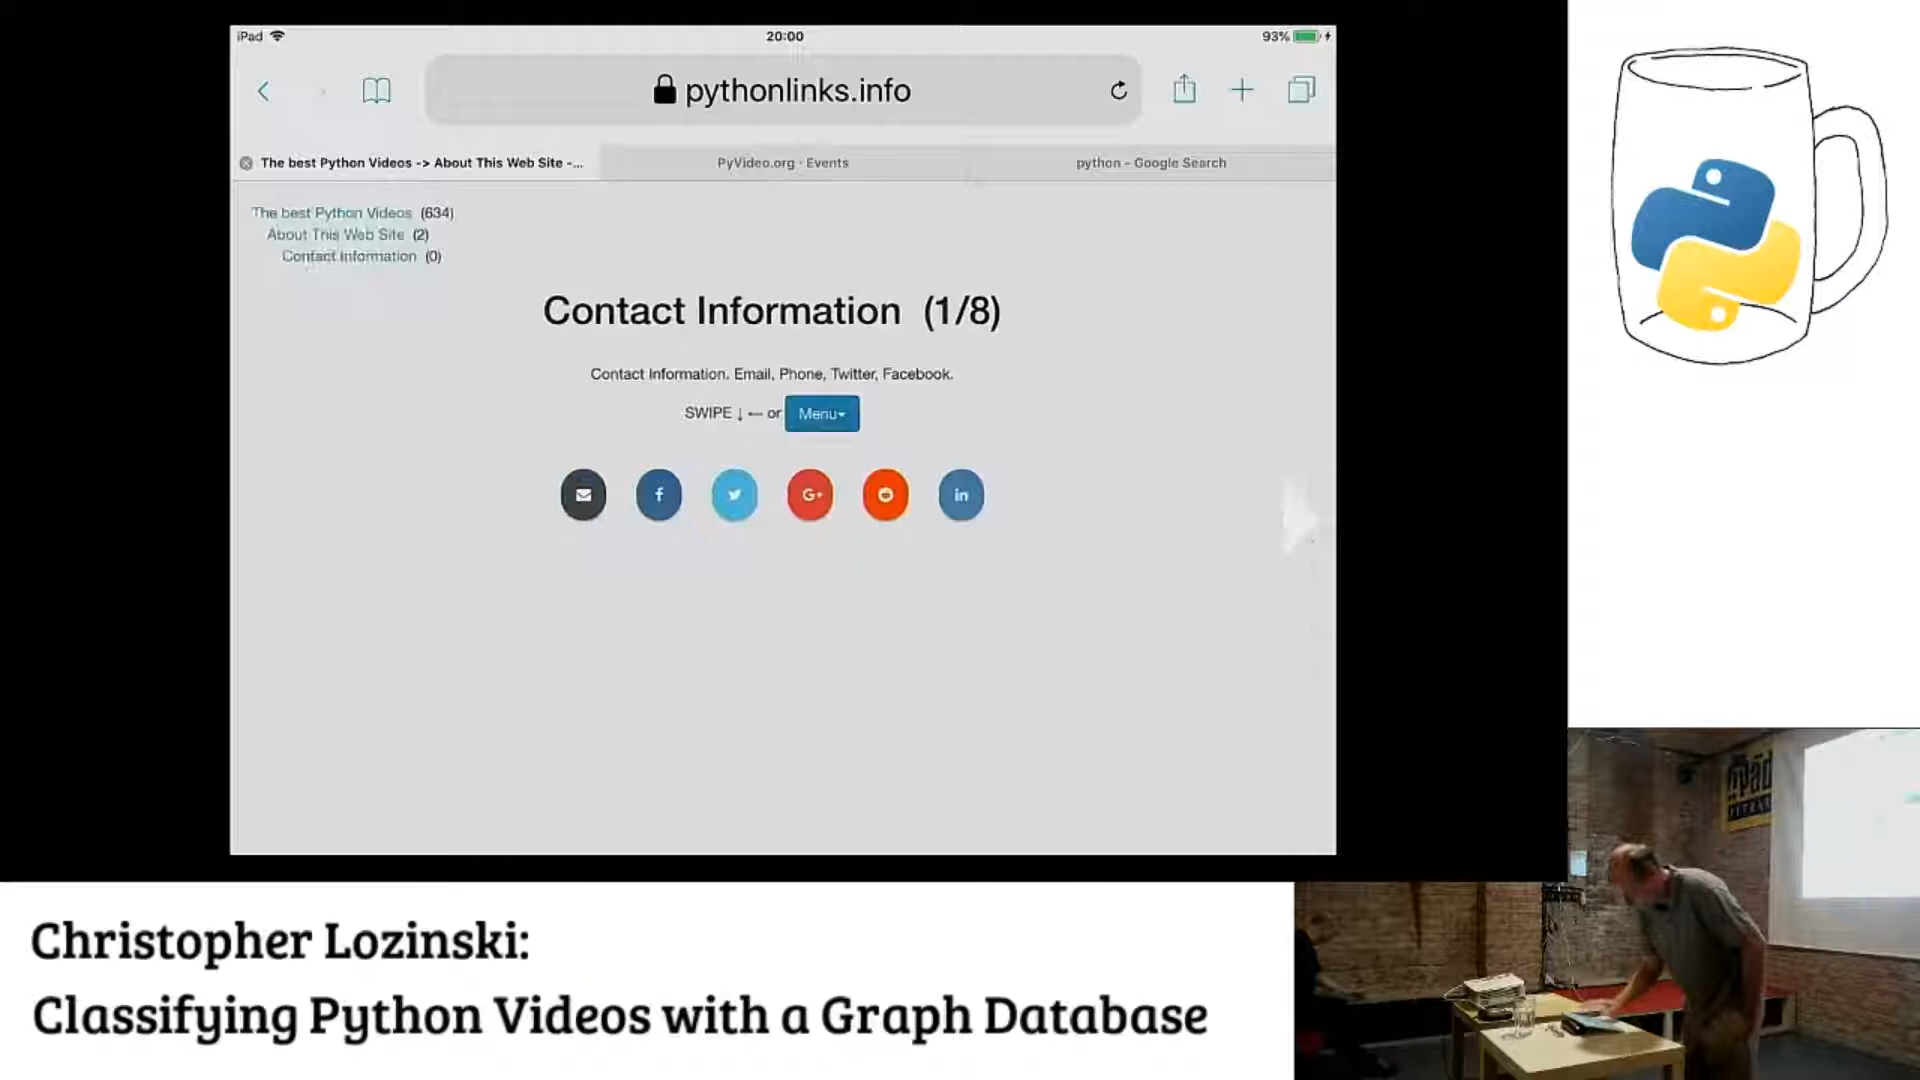 iPad
20:00
93%
pythonlinks.info
The best Python Videos -> About This Web Site -...
PyVideo.org · Events
python - Google Search
The best Python Videos (634)
About This Web Site (2)
Contact Information (0)
Contact Information (1/8)
Contact Information. Email, Phone, Twitter, Facebook.
SWIPE ↓ ← or Menu
f
G+
in
Christopher Lozinski:
Classifying Python Videos with a Graph Database